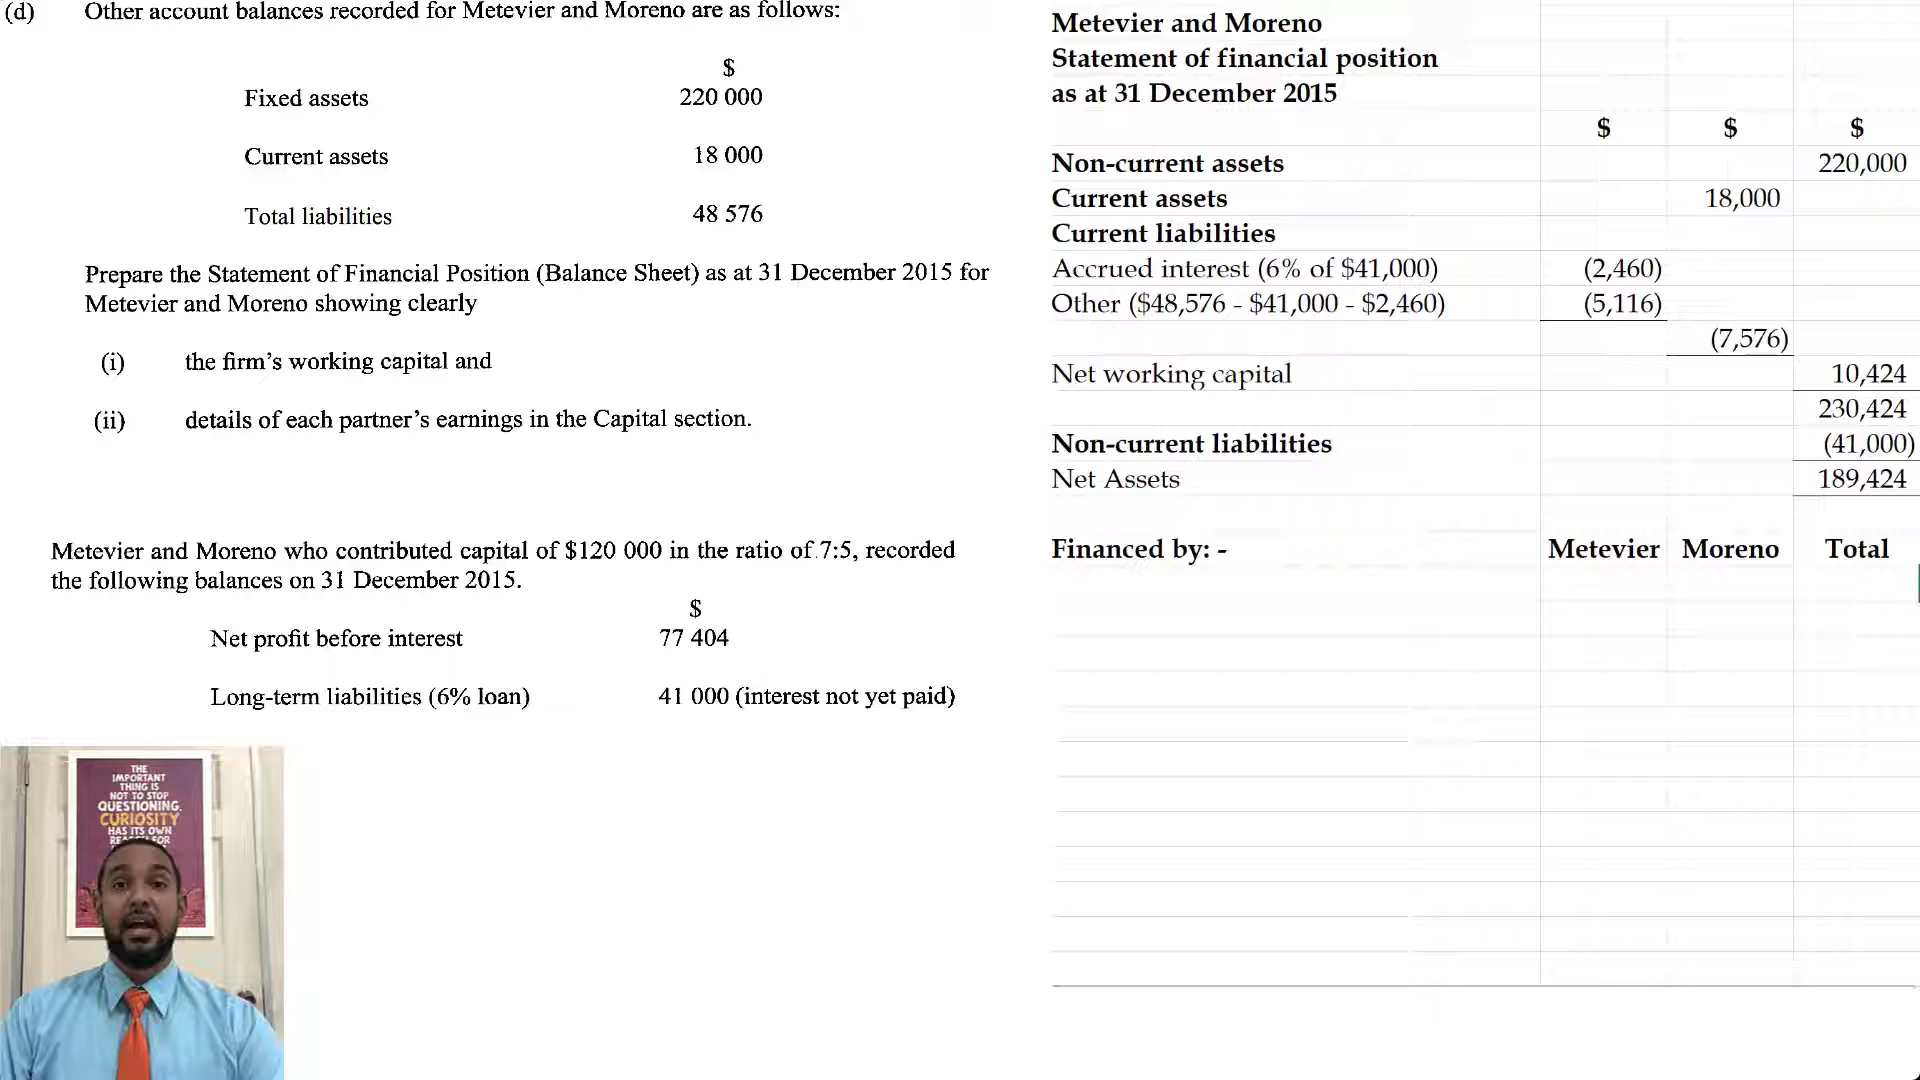 (d) Other account balances recorded for Metevier and Moreno are as follows:
$
Fixed assets 220 000
Current assets 18 000
Total liabilities 48 576
Prepare the Statement of Financial Position (Balance Sheet) as at 31 December 2015 for
Metevier and Moreno showing clearly
(i) the firm's working capital and
(ii) details of each partner's earnings in the Capital section.
Metevier and Moreno who contributed capital of $120 000 in the ratio of 7:5, recorded
the following balances on 31 December 2015.
$
Net profit before interest 77 404
Long-term liabilities (6% loan) 41 000 (interest not yet paid)
THE
IMPORTANT
THING IS
NOT TO STOP
QUESTIONING.
CURIOSITY
HAS ITS OWN
Metevier and Moreno
Statement of financial position
as at 31 December 2015
$ $ $
Non-current assets 220,000
Current assets 18,000
Current liabilities
Accrued interest (6% of $41,000) (2,460)
Other ($48,576 - $41,000 - $2,460) (5,116)
(7,576)
Net working capital 10,424
230,424
Non-current liabilities (41,000)
Net Assets 189,424
Financed by: - Metevier Moreno Total